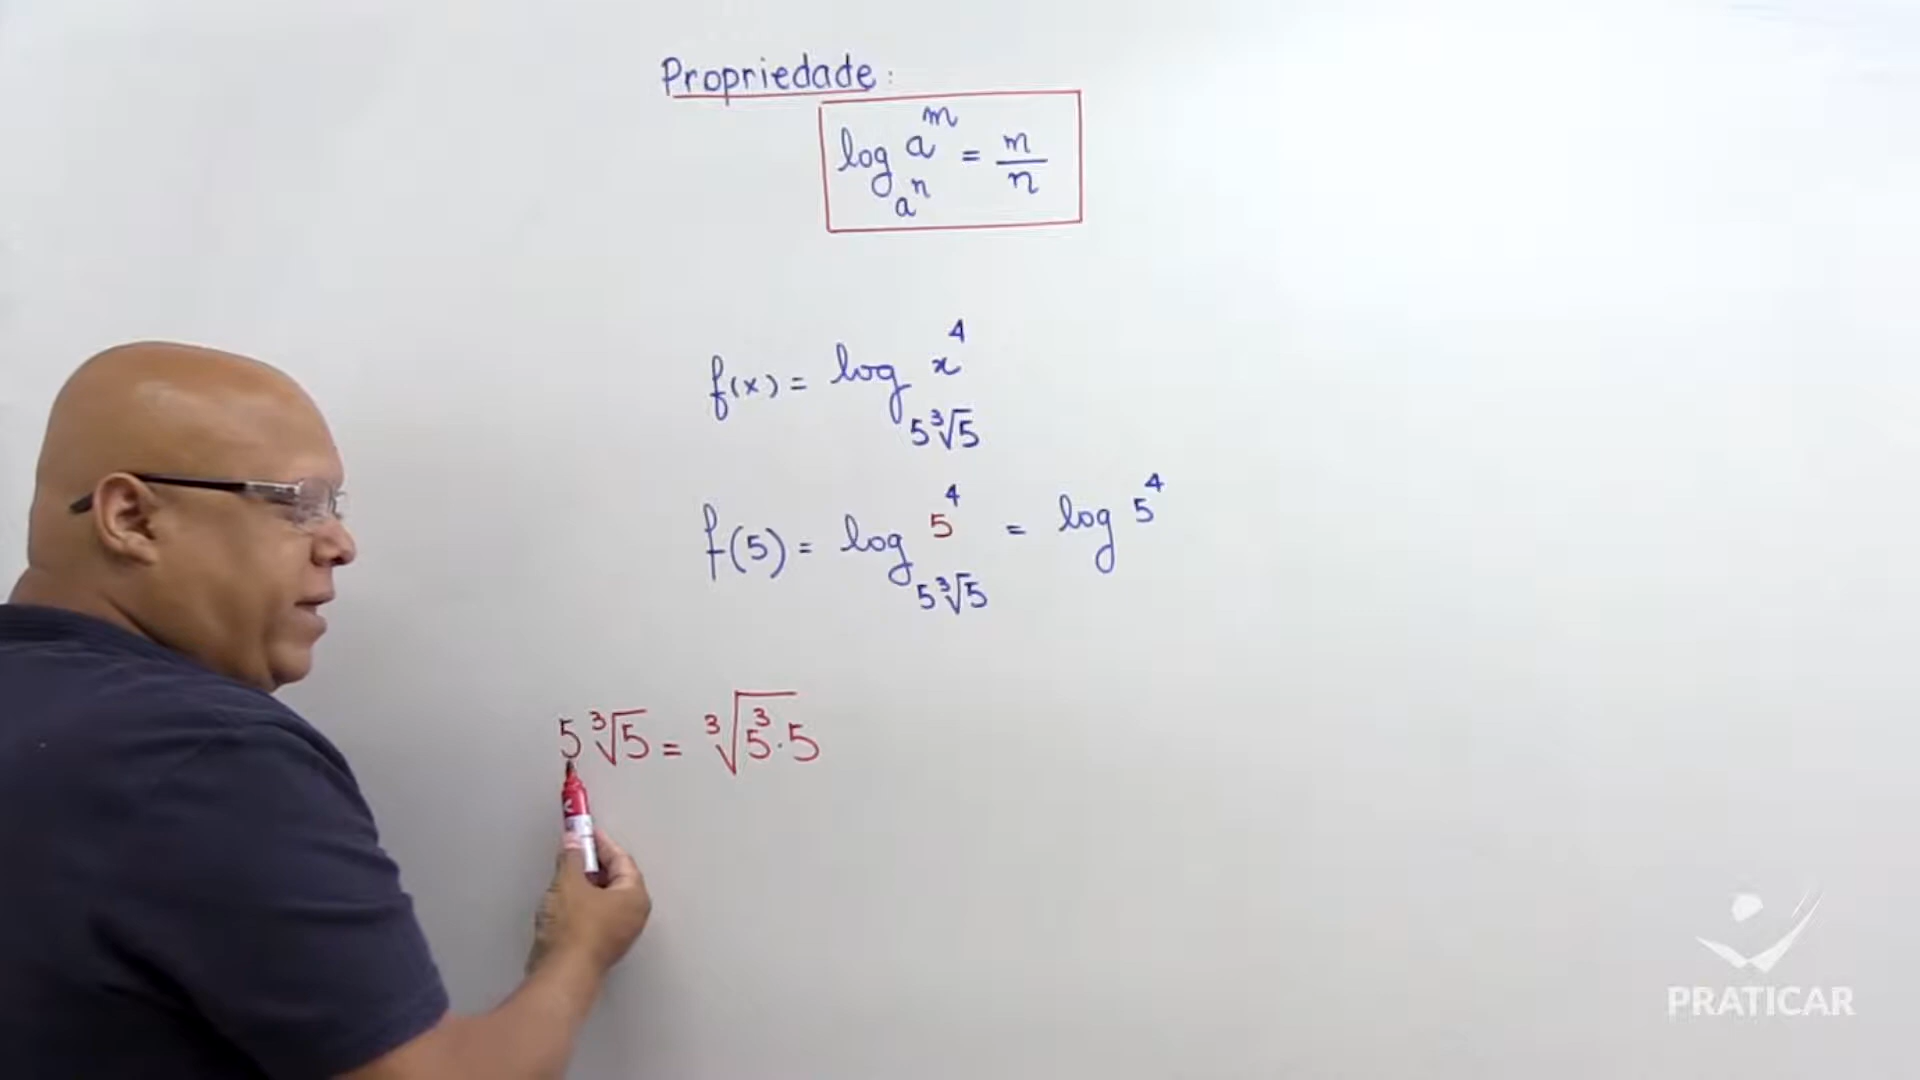 Propriedade:
log_{a^n} a^m = m/n
f(x) = log_{5∛5} x^4
f(5) = log_{5∛5} 5^4 = log 5^4
5∛5 = ∛(5^3·5)
PRATICAR